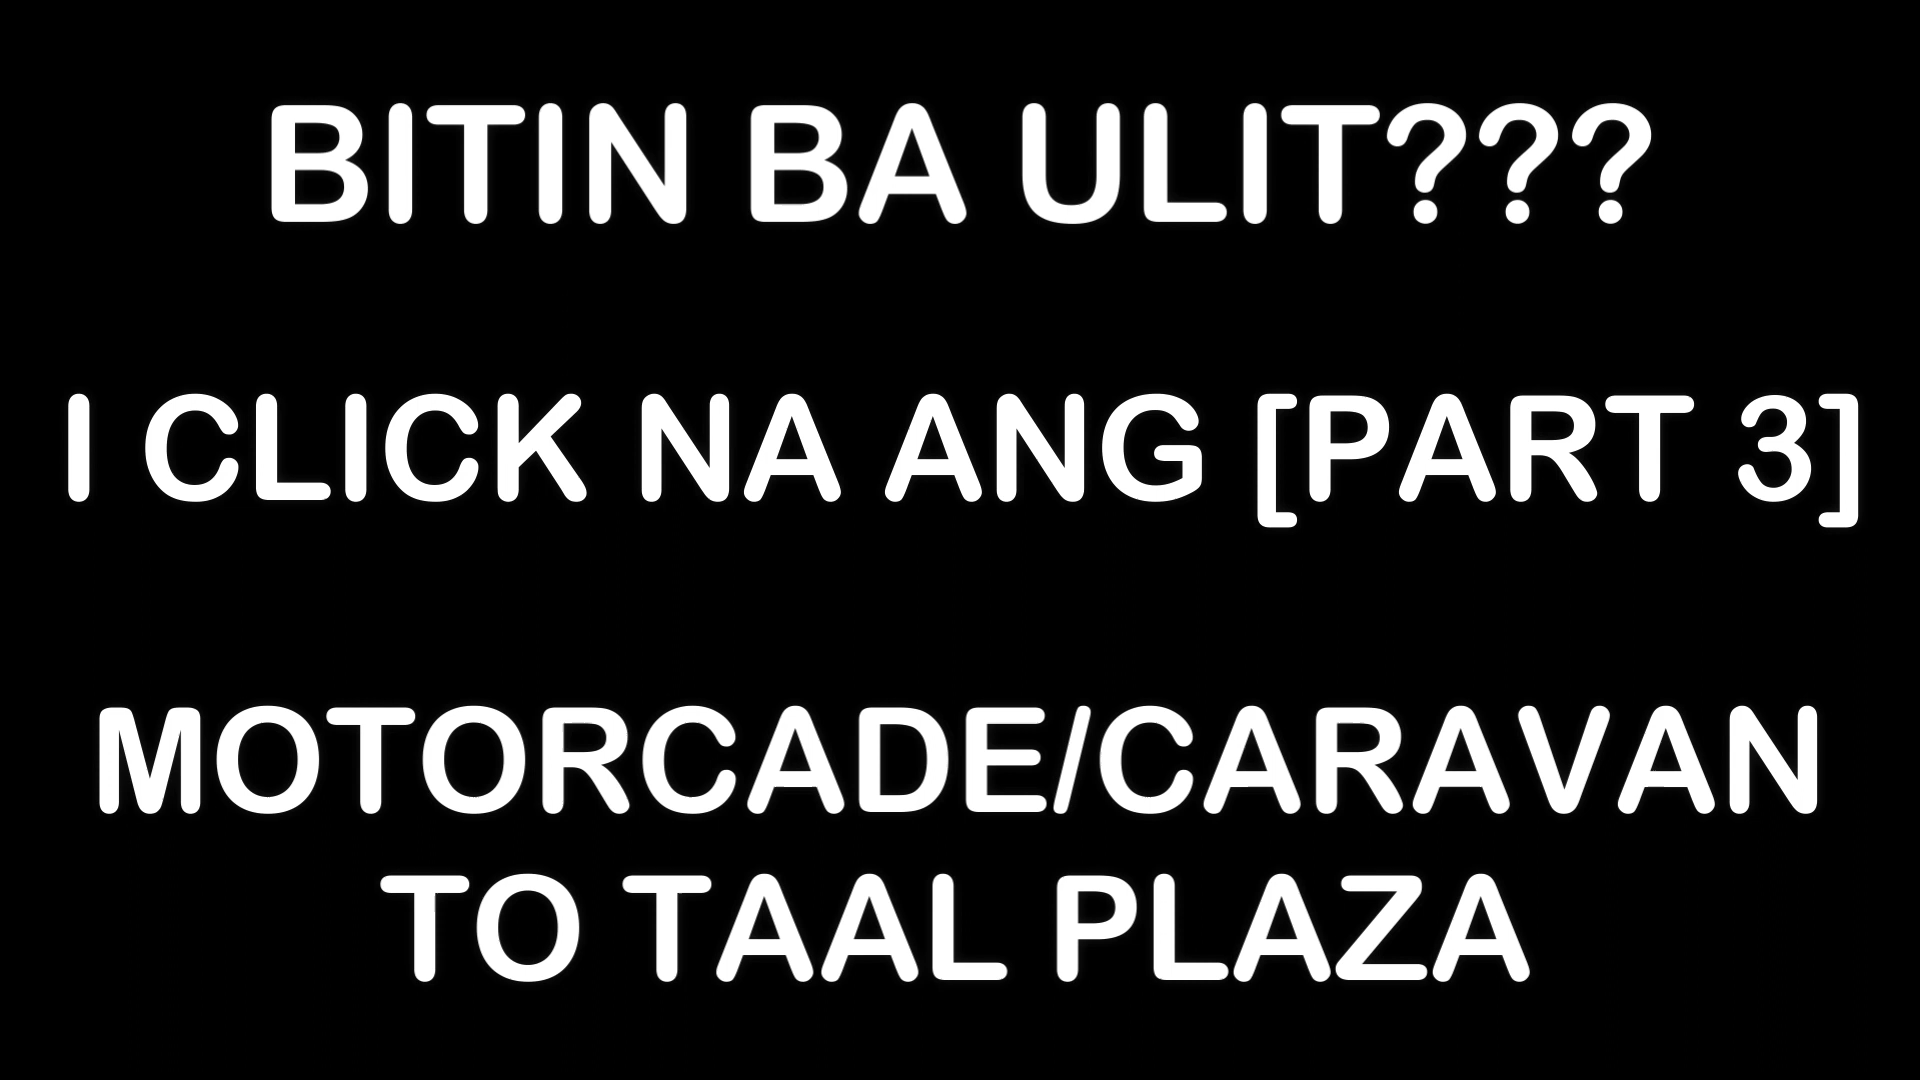 BITIN BA ULIT???
I CLICK NA ANG [PART 3]
MOTORCADE/CARAVAN
TO TAAL PLAZA